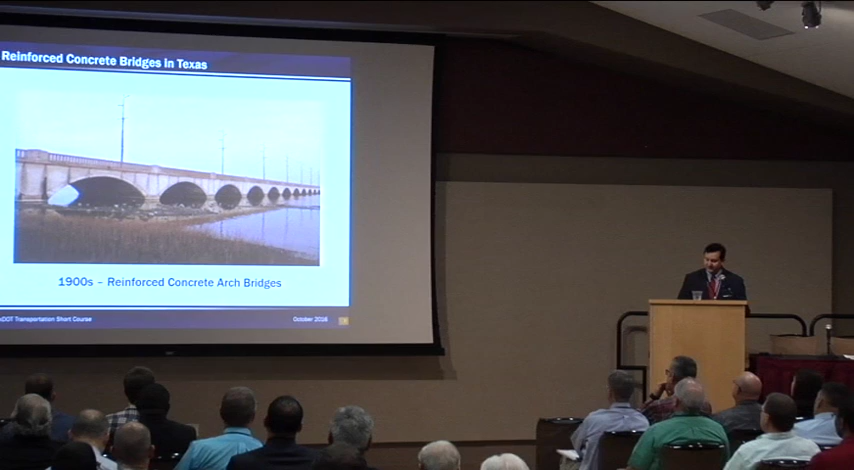 Reinforced Concrete Bridges in Texas
1900s – Reinforced Concrete Arch Bridges
Transportation Short Course
October 2016